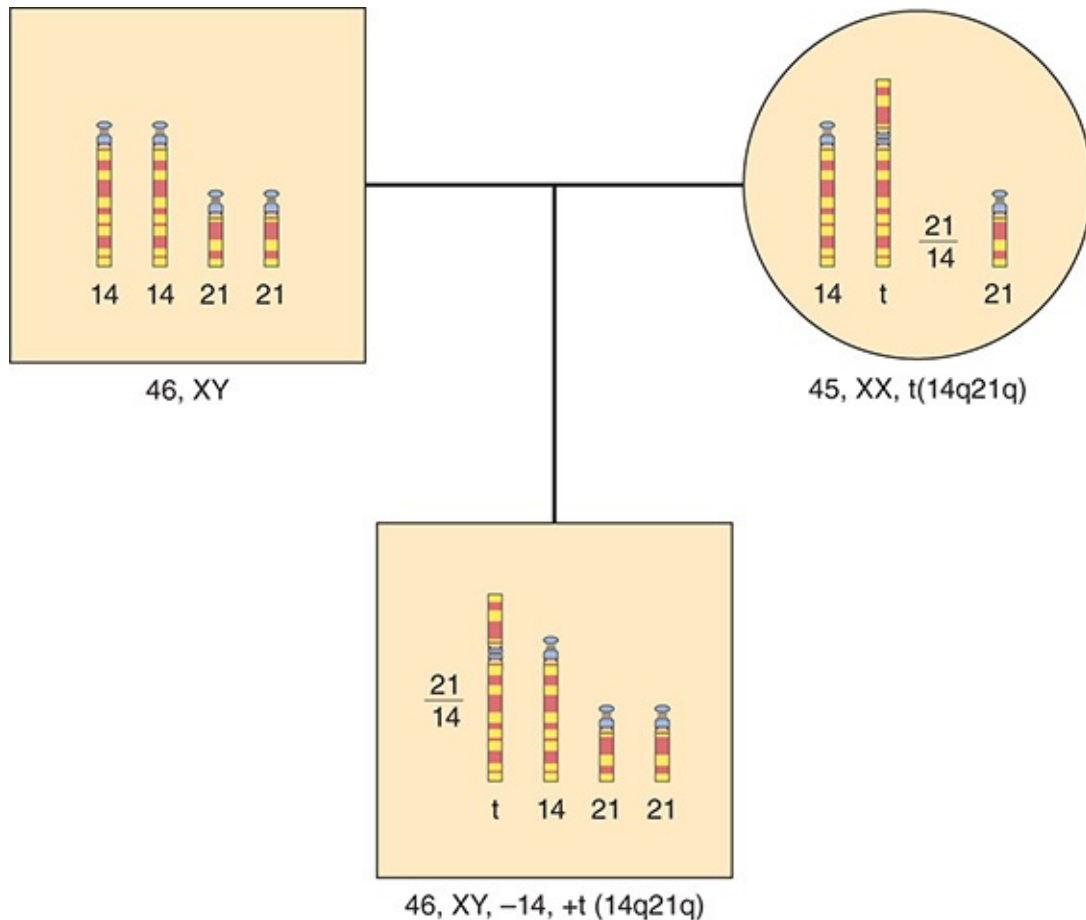 14 14 21 21
46, XY
21
14
14 t 21
45, XX, t(14q21q)
21
14
t 14 21 21
46, XY, –14, +t (14q21q)